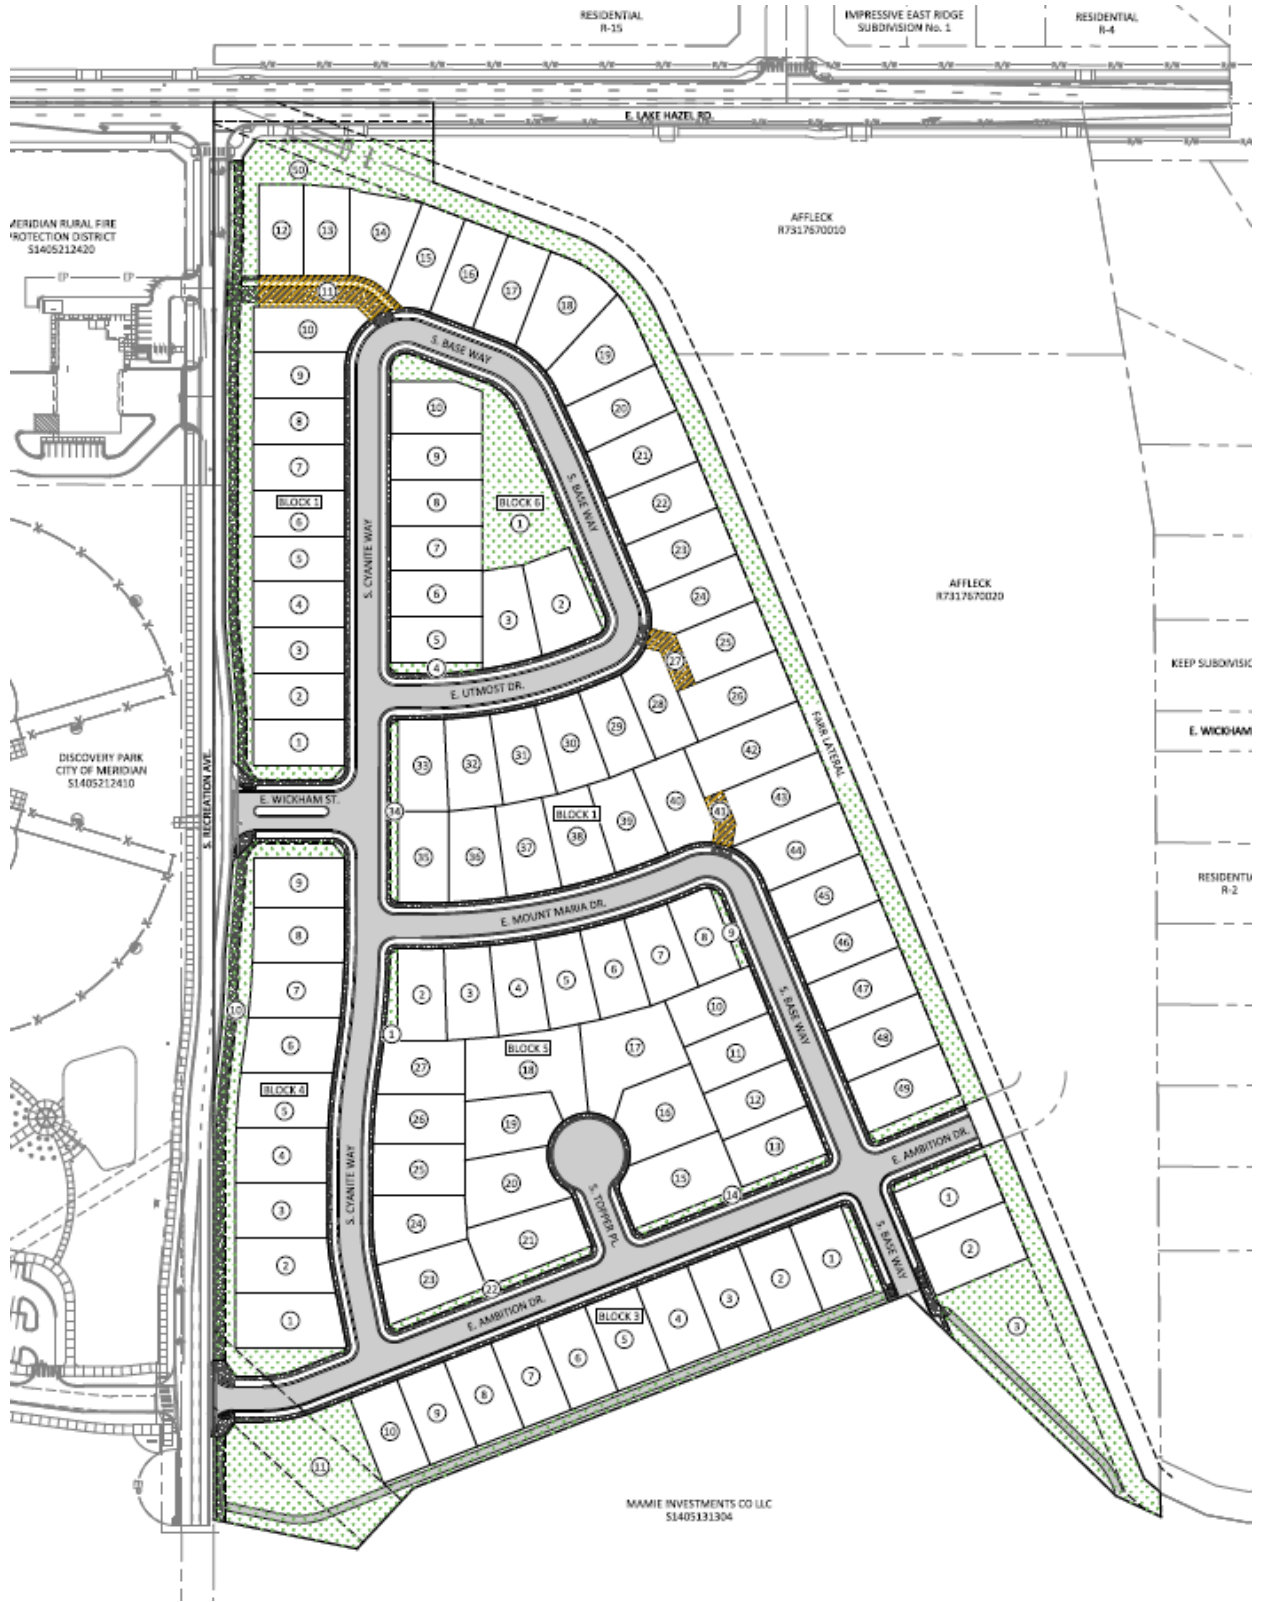 RESIDENTIAL
R-15
IMPRESSIVE EAST RIDGE
SUBDIVISION No. 1
RESIDENTIAL
R-4
E. LAKE HAZEL RD.
MERIDIAN RURAL FIRE
PROTECTION DISTRICT
S1405212420
EP
EP
AFFLECK
R7317670010
50
12
13
14
15
16
17
18
19
20
21
22
23
24
25
26
27
28
29
30
31
32
33
34
11
10
9
8
7
BLOCK 1
6
5
4
3
2
1
S. BASE WAY
S. CYANITE WAY
10
9
8
7
6
5
4
BLOCK 6
1
3
2
S. BASE WAY
E. UTMOST DR.
AFFLECK
R7317670020
KEEP SUBDIVISIC
E. WICKHAM
RESIDENTIA
R-2
FARR LATERAL
DISCOVERY PARK
CITY OF MERIDIAN
S1405212410
S. RECREATION AVE.
E. WICKHAM ST.
35
36
37
BLOCK 1
38
39
40
41
42
43
44
45
46
47
48
49
E. MOUNT MARIA DR.
9
8
7
6
BLOCK 4
5
4
3
2
1
10
S. CYANITE WAY
1
2
3
4
5
6
7
8
9
10
11
12
13
14
15
16
17
BLOCK 5
18
19
20
21
22
23
24
25
26
27
S. BASE WAY
S. TOPPER PL.
E. AMBITION DR.
E. AMBITION DR.
S. BASE WAY
1
2
3
1
2
3
4
BLOCK 3
5
6
7
8
9
10
11
MAMIE INVESTMENTS CO LLC
S1405131304